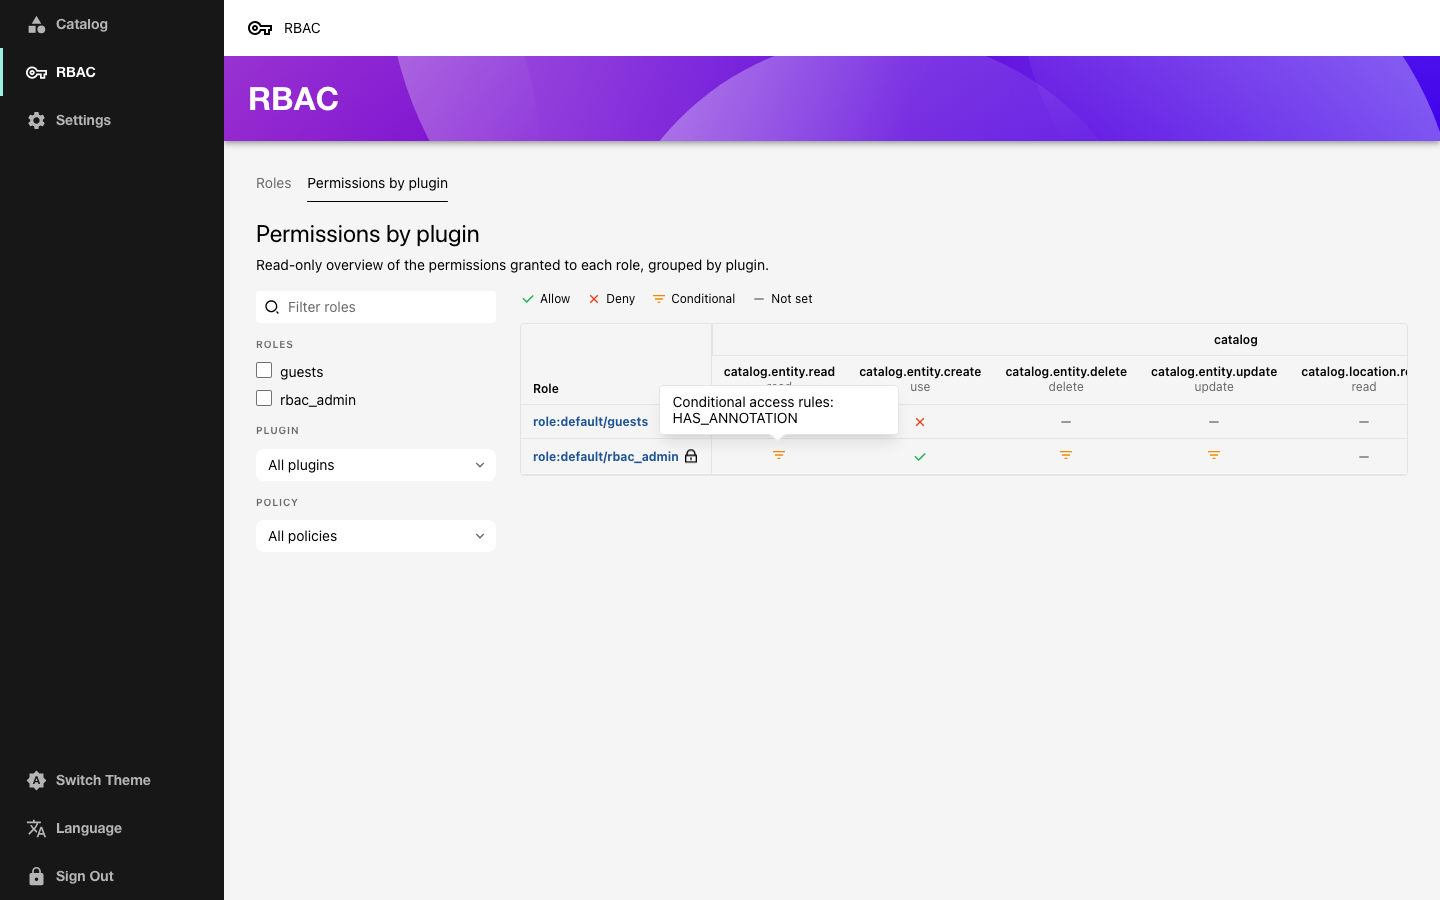 Catalog
RBAC
Settings
Switch Theme
Language
Sign Out
RBAC
RBAC
Roles
Permissions by plugin
Permissions by plugin
Read-only overview of the permissions granted to each role, grouped by plugin.
Filter roles
ROLES
guests
rbac_admin
PLUGIN
All plugins
POLICY
All policies
Allow
Deny
Conditional
Not set
catalog
Role
catalog.entity.read
catalog.entity.create
use
catalog.entity.delete
delete
catalog.entity.update
update
catalog.location.re
read
Conditional access rules:
HAS_ANNOTATION
role:default/guests
role:default/rbac_admin